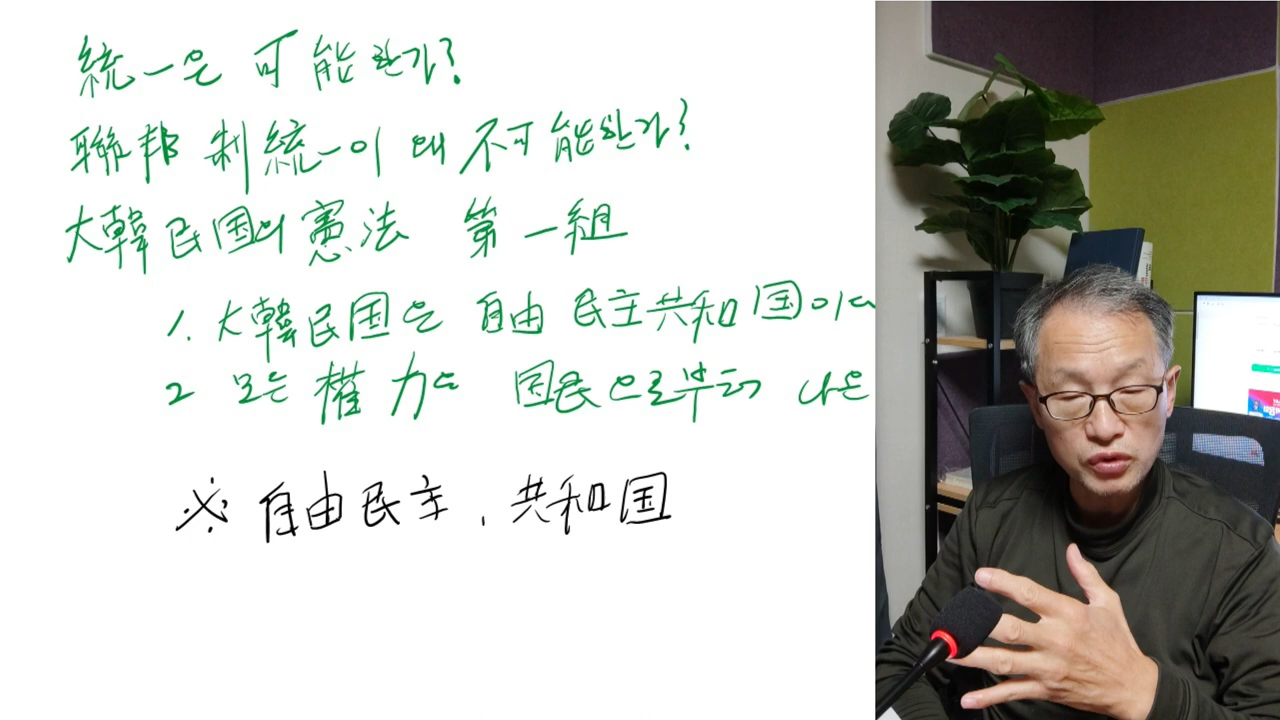 統一은 可能한가?
聯邦制統一이 왜 不可能한가?
大韓民国의 憲法 第一組
1. 大韓民国은 自由民主共和国이다
2 모든 權力은 国民으로부터 나온
※ 自由民主, 共和国